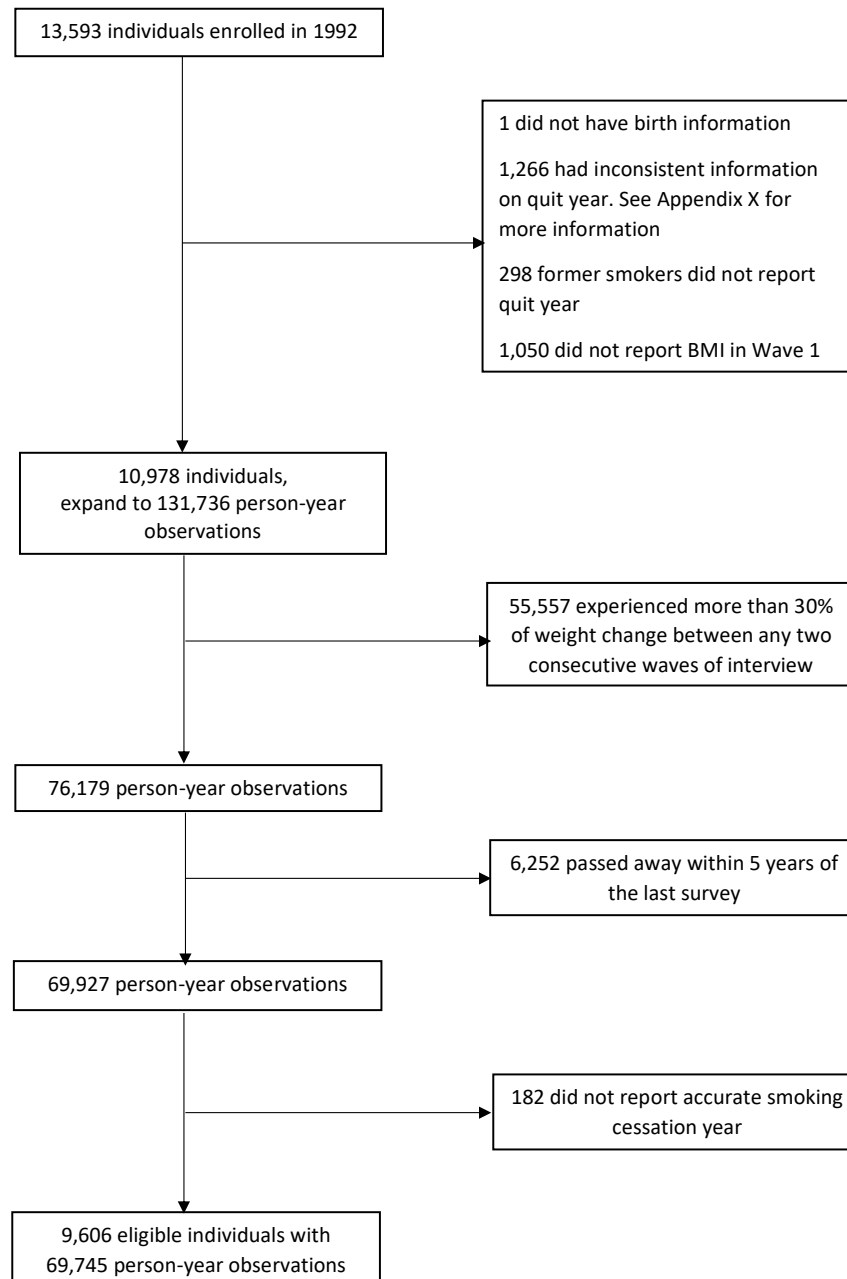 13,593 individuals enrolled in 1992
1 did not have birth information
1,266 had inconsistent information
on quit year. See Appendix X for
more information
298 former smokers did not report
quit year
1,050 did not report BMI in Wave 1
10,978 individuals,
expand to 131,736 person-year
observations
55,557 experienced more than 30%
of weight change between any two
consecutive waves of interview
76,179 person-year observations
6,252 passed away within 5 years of
the last survey
69,927 person-year observations
182 did not report accurate smoking
cessation year
9,606 eligible individuals with
69,745 person-year observations